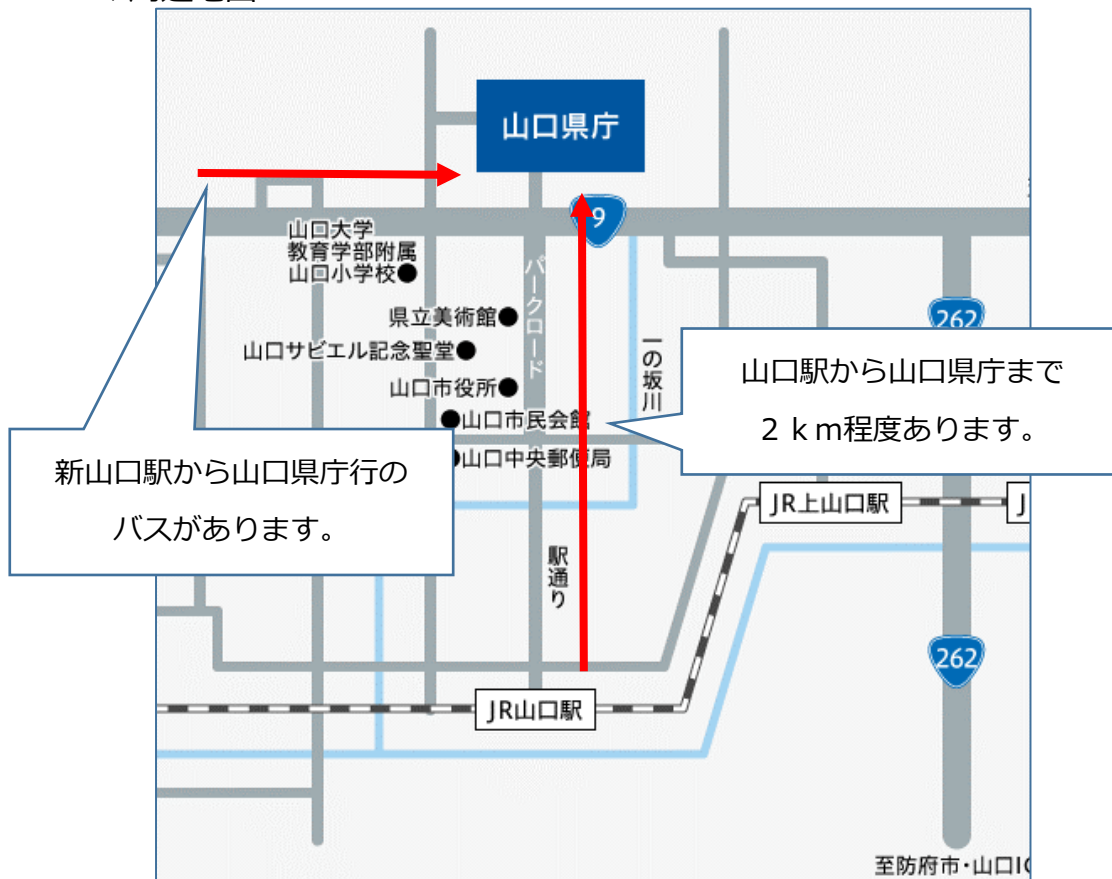 山口県庁
9
山口大学
教育学部附属
山口小学校●
パークロード
県立美術館●
262
山口サビエル記念聖堂●
一の坂川
山口駅から山口県庁まで
２ｋｍ程度あります。
山口市役所●
●山口市民会館
●山口中央郵便局
新山口駅から山口県庁行の
バスがあります。
JR上山口駅
J
駅通り
262
JR山口駅
至防府市・山口IC